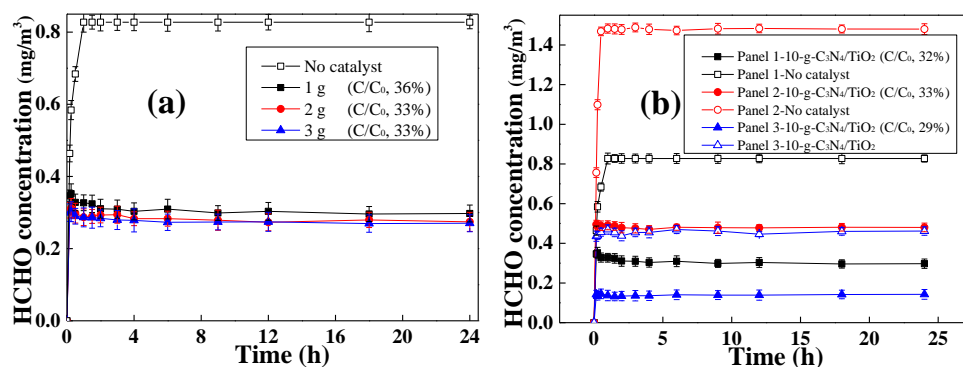 HCHO concentration (mg/m³)
0.8
0.6
0.4
0.2
0.0
0 4 8 12 16 20 24
Time (h)
(a)
No catalyst
1 g (C/C₀, 36%)
2 g (C/C₀, 33%)
3 g (C/C₀, 33%)
HCHO concentration (mg/m³)
1.4
1.2
1.0
0.8
0.6
0.4
0.2
0.0
0 5 10 15 20
Time (h)
(b)
Panel 1-10-g-C₃N₄/TiO₂ (C/C₀, 32%)
Panel 1-No catalyst
Panel 2-10-g-C₃N₄/TiO₂ (C/C₀, 33%)
Panel 2-No catalyst
Panel 3-10-g-C₃N₄/TiO₂ (C/C₀, 29%)
Panel 3-10-g-C₃N₄/TiO₂